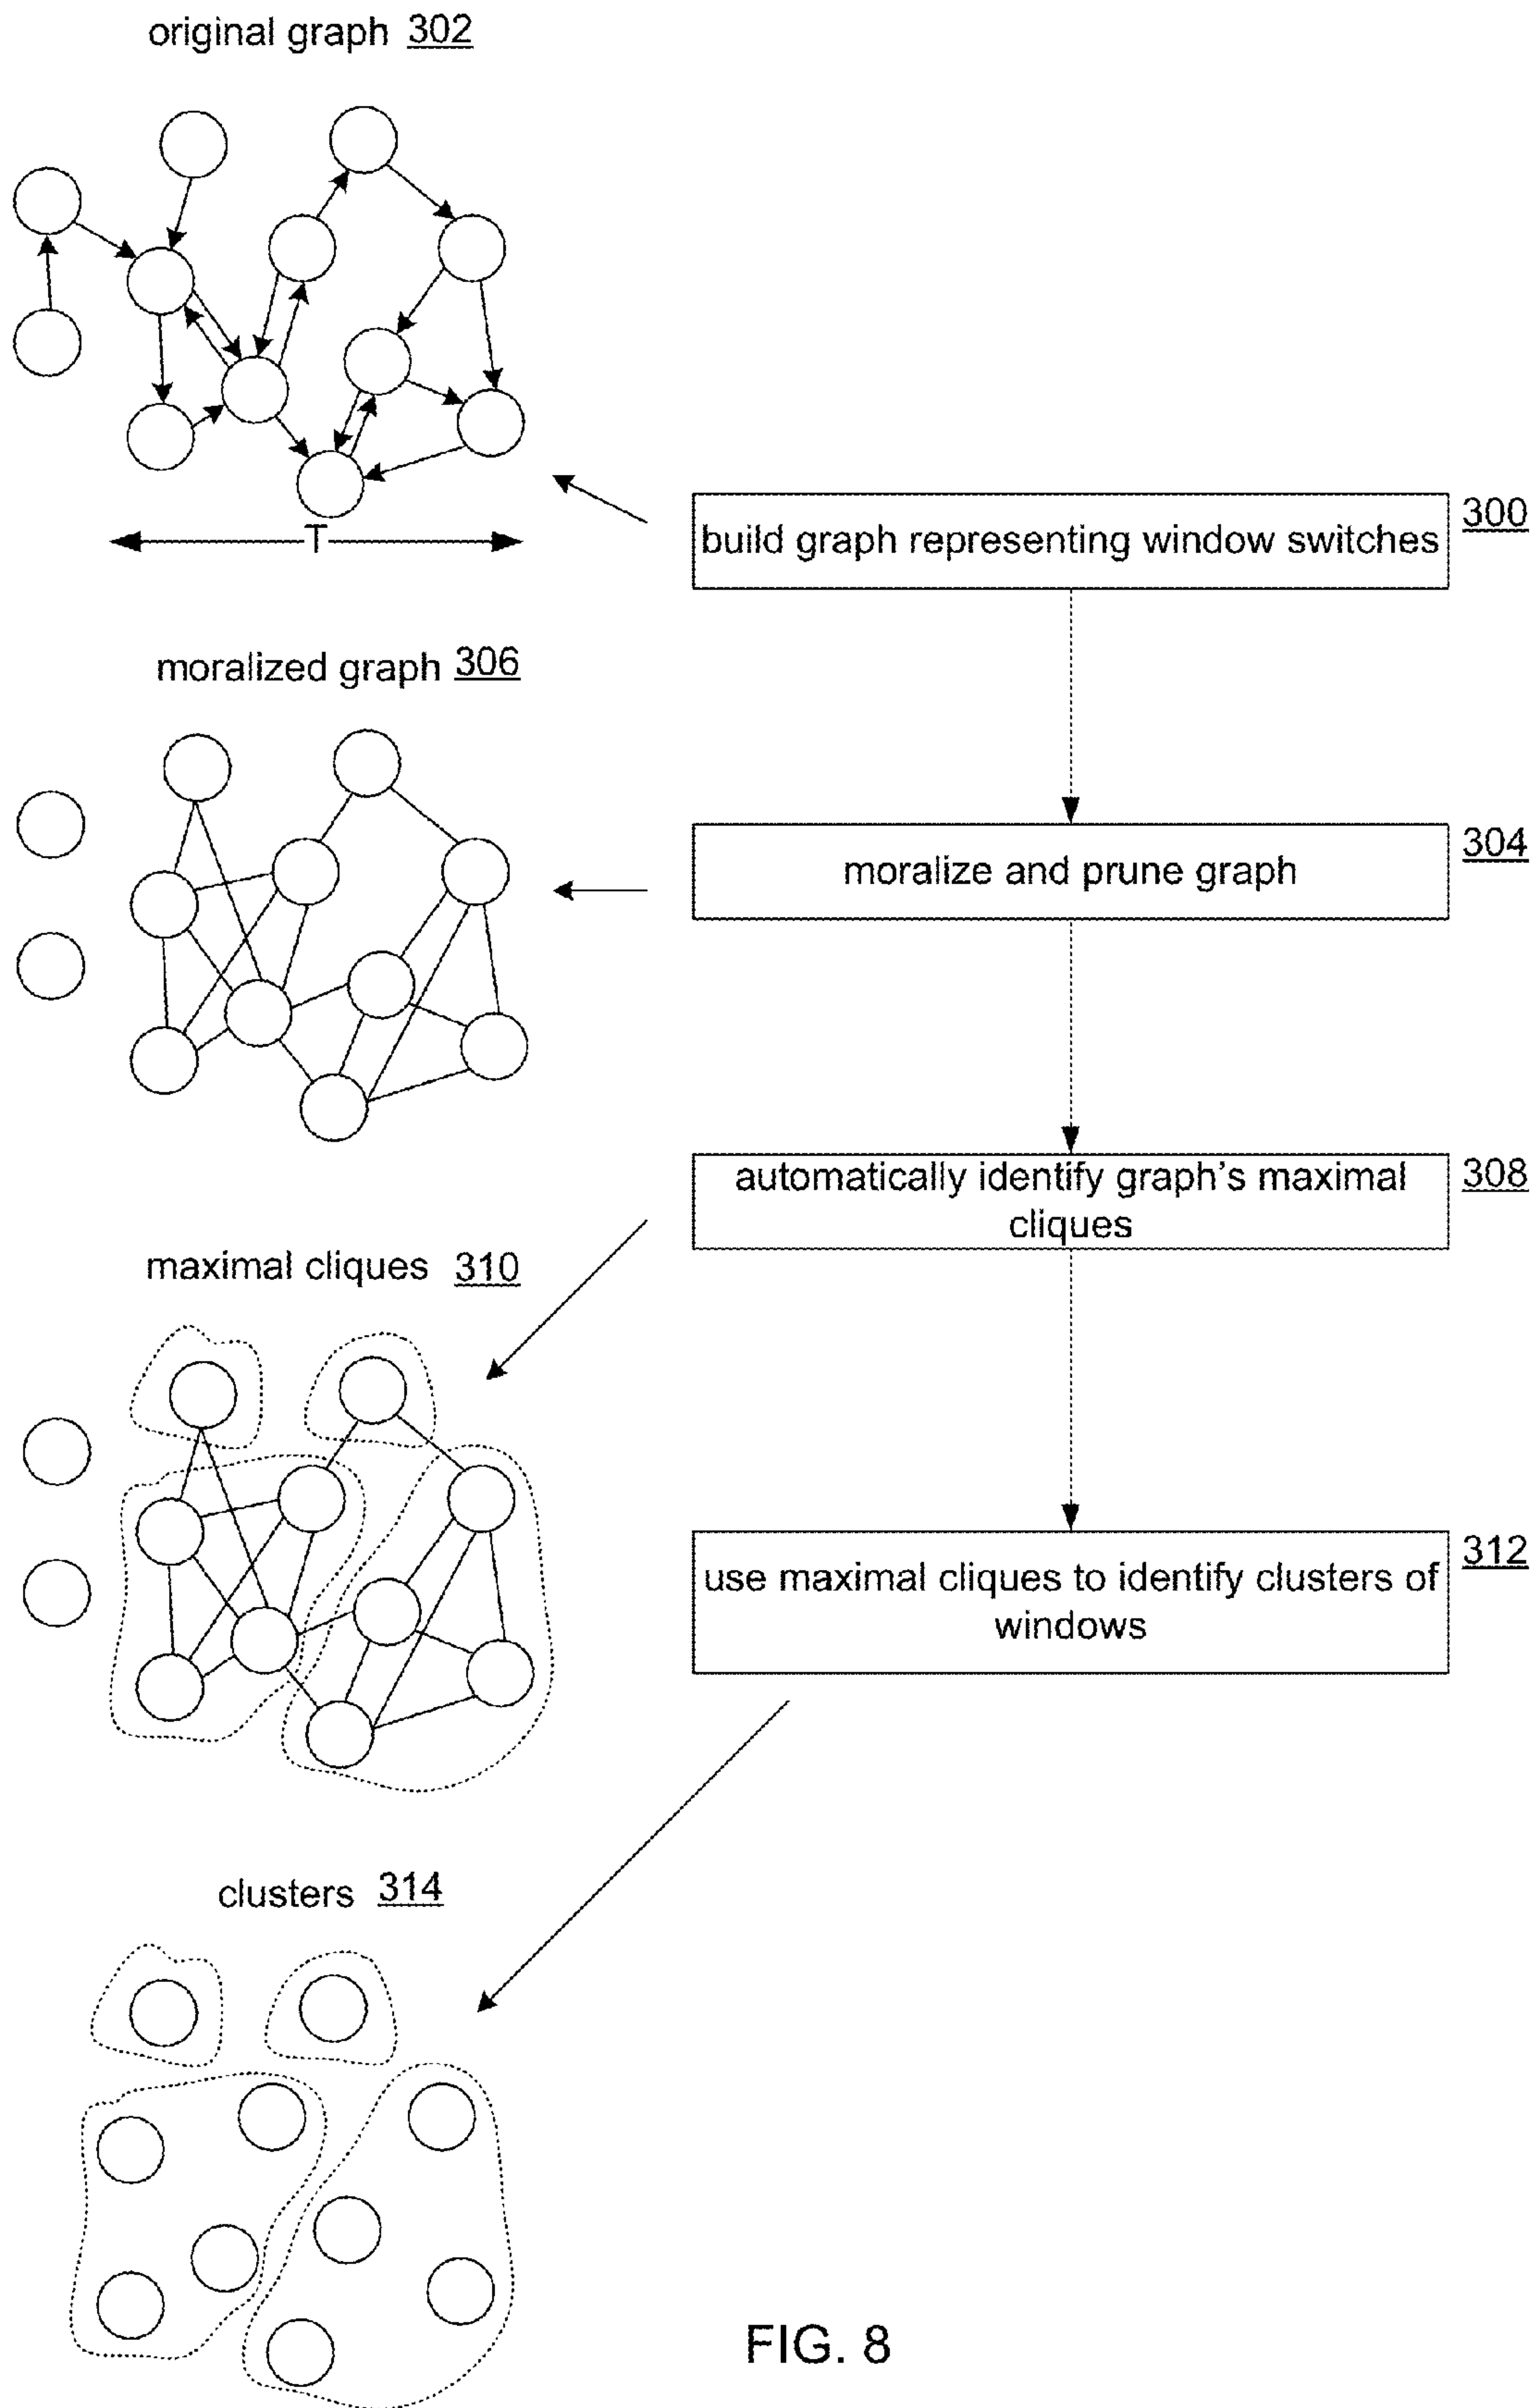 original graph 302
T
build graph representing window switches
300
moralized graph 306
moralize and prune graph
304
automatically identify graph's maximal
cliques
308
maximal cliques 310
use maximal cliques to identify clusters of
windows
312
clusters 314
FIG. 8